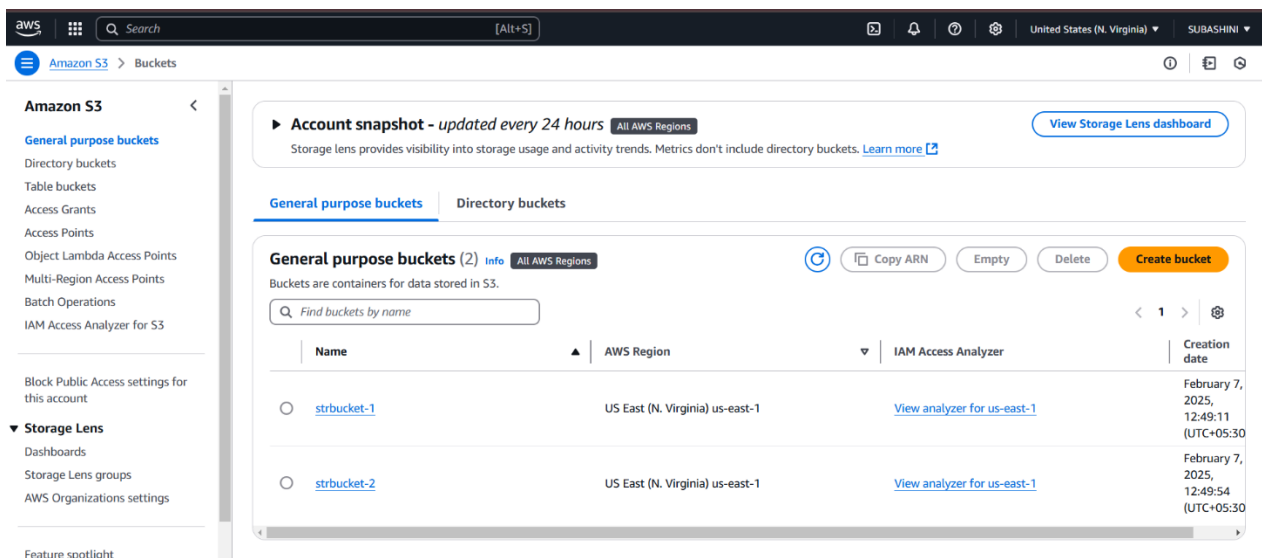 aws
Search [Alt+S]
United States (N. Virginia) ▼ SUBASHINI ▼
Amazon S3 > Buckets
Amazon S3
General purpose buckets
Directory buckets
Table buckets
Access Grants
Access Points
Object Lambda Access Points
Multi-Region Access Points
Batch Operations
IAM Access Analyzer for S3
Block Public Access settings for
this account
▼ Storage Lens
Dashboards
Storage Lens groups
AWS Organizations settings
Feature spotlight
▶ Account snapshot - updated every 24 hours All AWS Regions
View Storage Lens dashboard
Storage lens provides visibility into storage usage and activity trends. Metrics don't include directory buckets. Learn more
General purpose buckets Directory buckets
General purpose buckets (2) Info All AWS Regions
Copy ARN Empty Delete Create bucket
Buckets are containers for data stored in S3.
Find buckets by name
< 1 >
Name ▲ AWS Region ▽ IAM Access Analyzer Creation
date
strbucket-1 US East (N. Virginia) us-east-1 View analyzer for us-east-1 February 7,
2025,
12:49:11
(UTC+05:30
strbucket-2 US East (N. Virginia) us-east-1 View analyzer for us-east-1 February 7,
2025,
12:49:54
(UTC+05:30